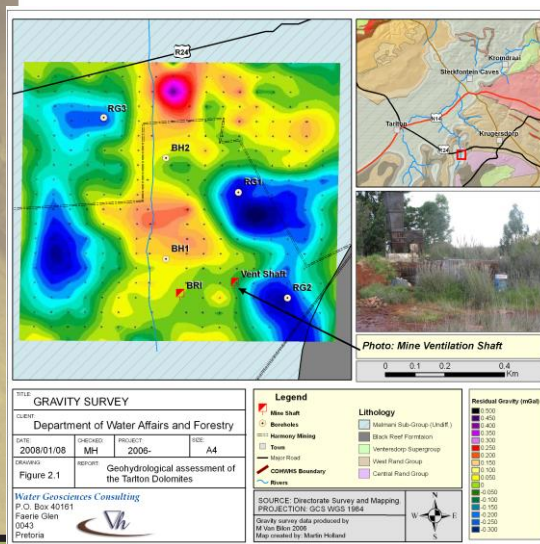 R24
RG3
BH2
RG1
BH1
Vent Shaft
BRI
RG2
Kromdraai
Sterkfontein Caves
N14
Tarlton
R24
Krugersdorp
Photo: Mine Ventilation Shaft
0 0.1 0.2 0.4
Km
TITLE
GRAVITY SURVEY
CLIENT
Department of Water Affairs and Forestry
DATE
2008/01/08
CHECKED
MH
PROJECT
2006-
SIZE
A4
DRAWING
Figure 2.1
REPORT
Geohydrological assessment of
the Tarlton Dolomites
Water Geosciences Consulting
P.O. Box 40161
Faerie Glen
0043
Pretoria
Vh
Legend
Mine Shaft
Boreholes
Harmony Mining
Town
Major Road
COHWHS Boundary
Rivers
Lithology
Malmani Sub-Group (Undiff.)
Black Reef Formation
Ventersdorp Supergroup
West Rand Group
Central Rand Group
SOURCE: Directorate Survey and Mapping.
PROJECTION: GCS WGS 1984
Gravity survey data produced by
Map created by: Martin Holland
N
W E
S
Residual Gravity (mGal)
0.500
0.450
0.400
0.350
0.300
0.250
0.200
0.150
0.100
0.050
0
-0.050
-0.100
-0.150
-0.200
-0.250
-0.300